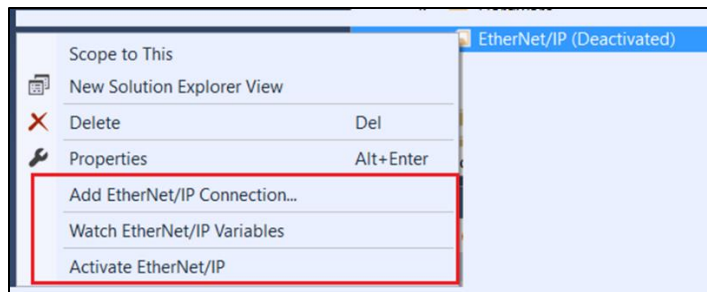 EtherNet/IP (Deactivated)
Scope to This
New Solution Explorer View
Delete Del
Properties Alt+Enter
Add EtherNet/IP Connection...
Watch EtherNet/IP Variables
Activate EtherNet/IP